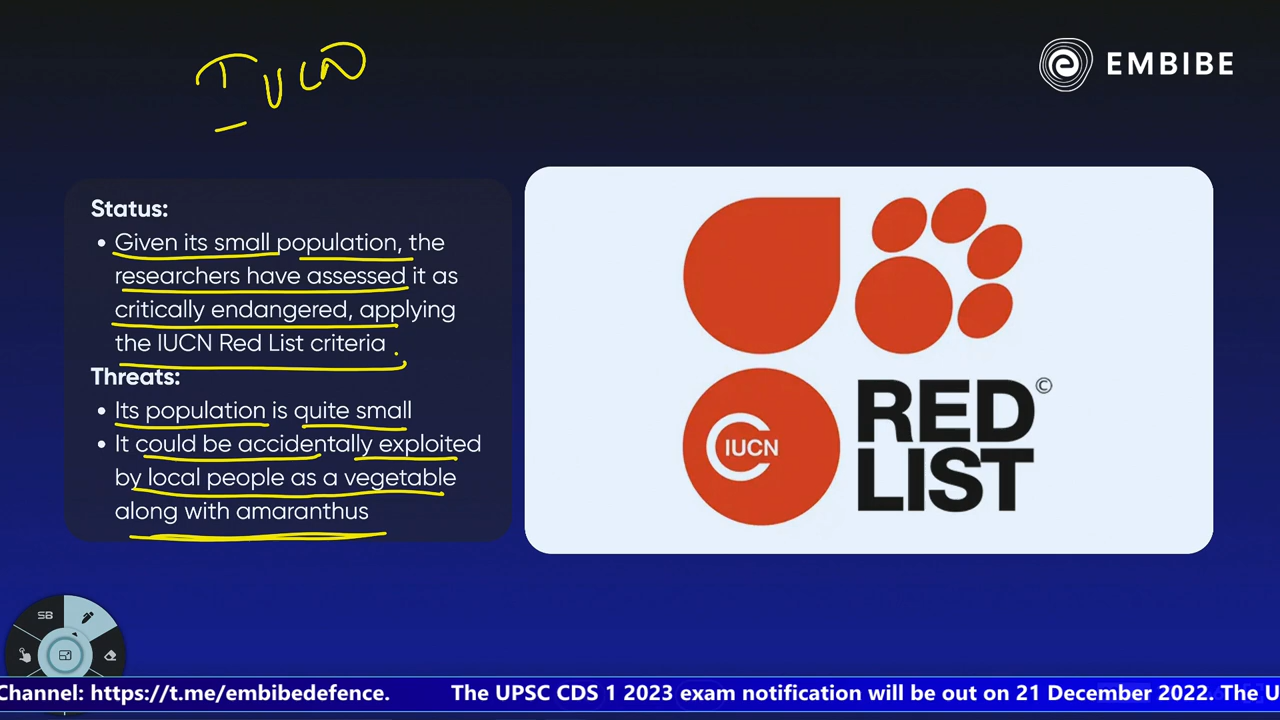 IUCN
EMBIBE
Status:
• Given its small population, the
researchers have assessed it as
critically endangered, applying
the IUCN Red List criteria
Threats:
• Its population is quite small
• It could be accidentally exploited
by local people as a vegetable
along with amaranthus
IUCN
RED
LIST
©
SB
Channel: https://t.me/embibedefence. The UPSC CDS 1 2023 exam notification will be out on 21 December 2022. The U